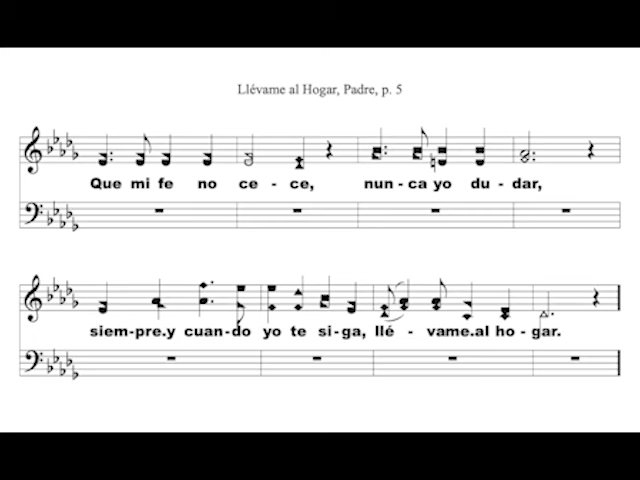 Llévame al Hogar, Padre, p. 5
Que mi fe no ce - ce, nun - ca yo du - dar,
siem-pre.y cuan-do yo te si-ga, llé - vame.al ho - gar.